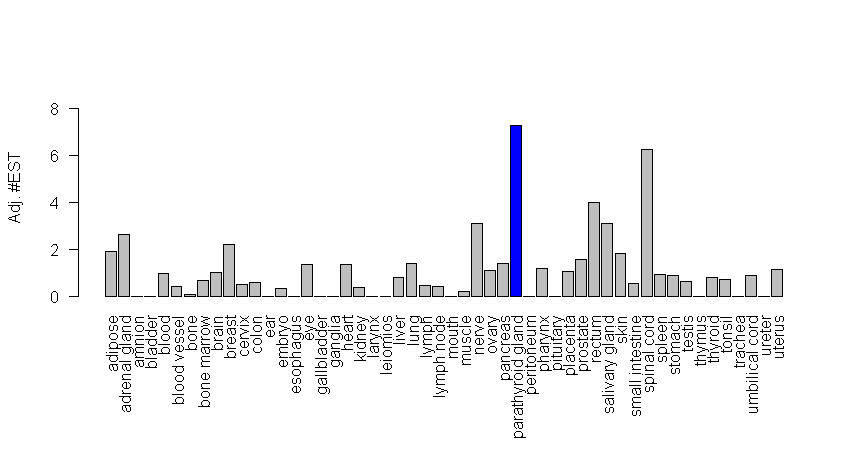 Adj. #EST
8
6
4
2
0
adipose
adrenal gland
amnion
bladder
blood
blood vessel
bone
bone marrow
brain
breast
cervix
colon
ear
embryo
esophagus
eye
gallbladder
ganglia
heart
kidney
larynx
leiomios
liver
lung
lymph
lymph node
mouth
muscle
nerve
ovary
pancreas
parathyroid gland
peritoneum
pharynx
pituitary
placenta
prostate
rectum
salivary gland
skin
small intestine
spinal cord
spleen
stomach
testis
thymus
thyroid
tonsil
trachea
umbilical cord
ureter
uterus